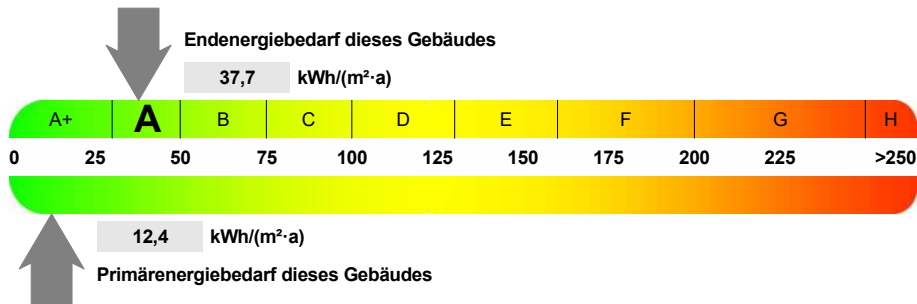 Endenergiebedarf dieses Gebäudes
37,7 kWh/(m²·a)
A+ A B C D E F G H
0 25 50 75 100 125 150 175 200 225 >250
12,4 kWh/(m²·a)
Primärenergiebedarf dieses Gebäudes